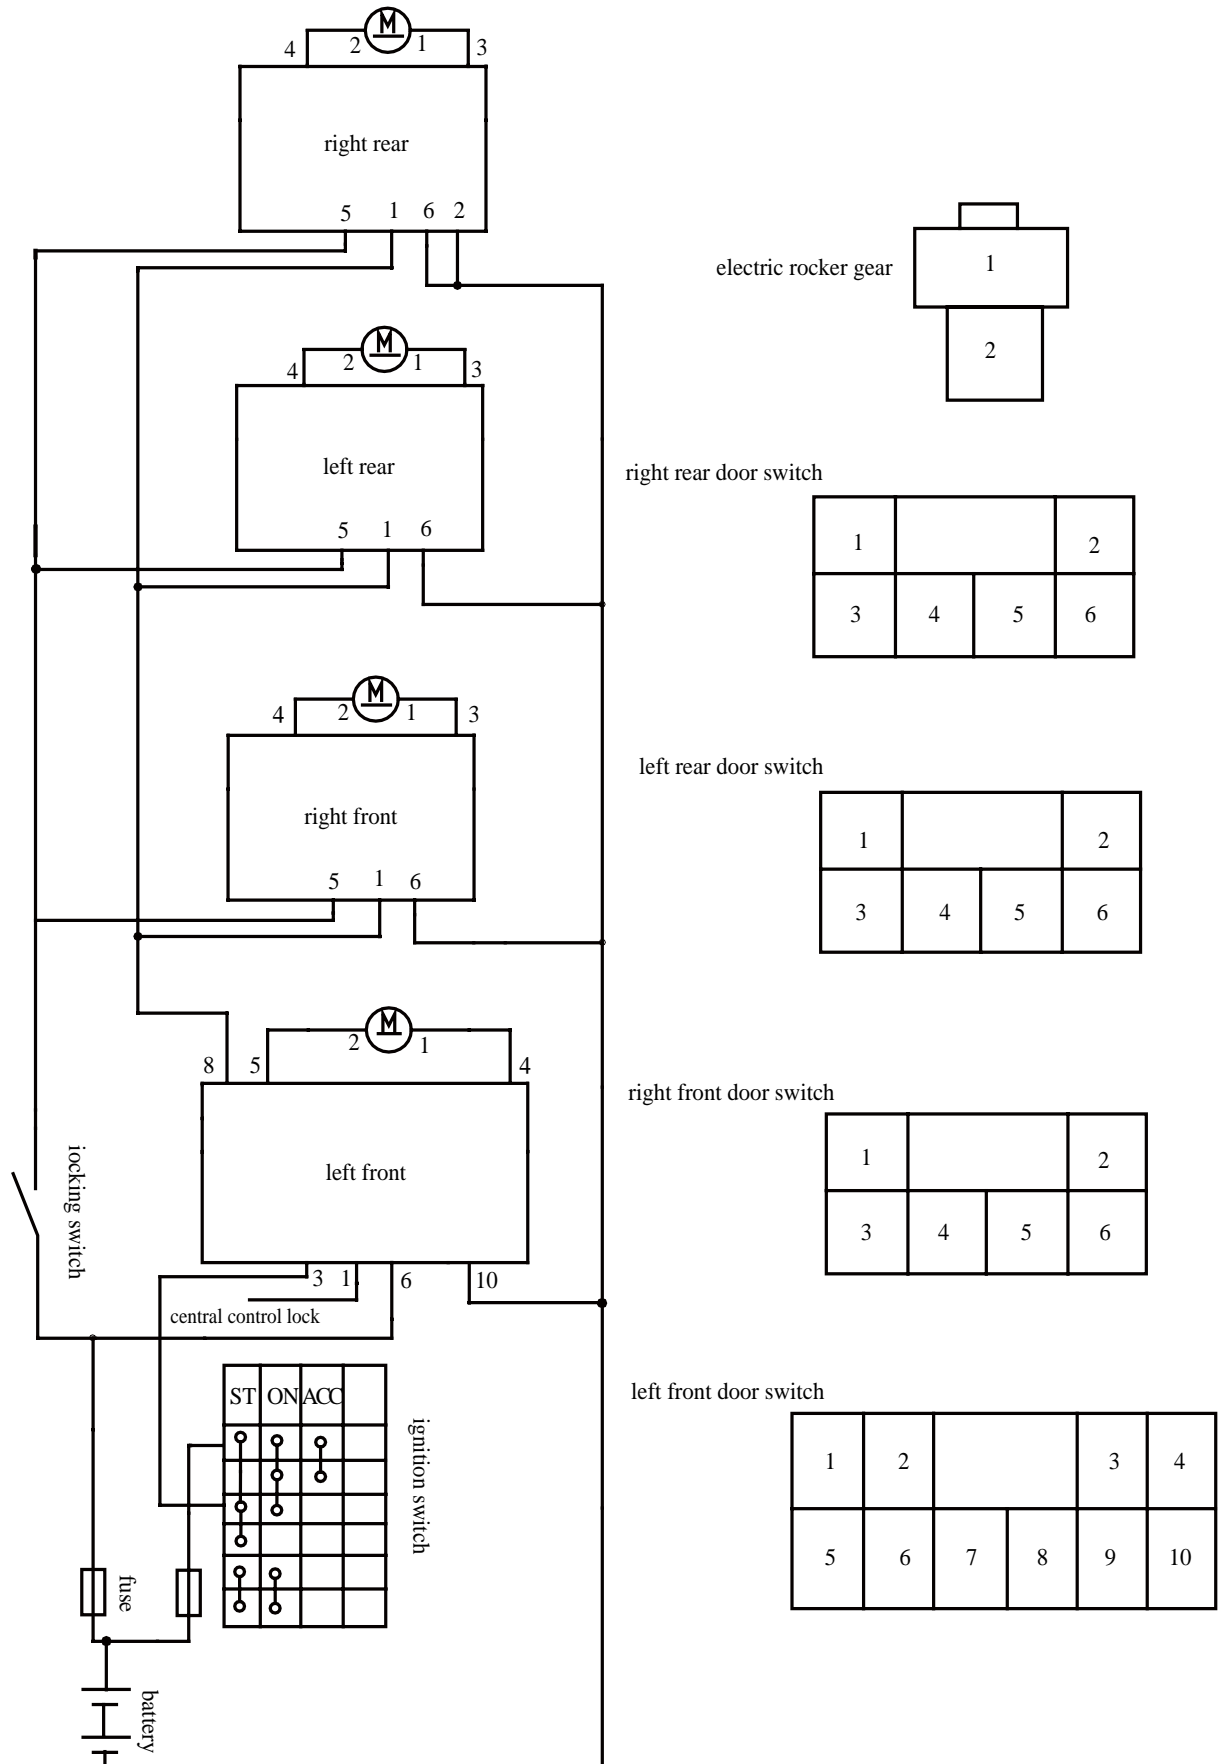 M
4 2 1 3
right rear
5 1 6 2
M
4 2 1 3
left rear
5 1 6
M
4 2 1 3
right front
5 1 6
M
8 5 2 1 4
left front
3 1 6 10
iocking switch
central control lock
ST ON ACC
ignition switch
fuse
battery
electric rocker gear
1
2
right rear door switch
1 2
3 4 5 6
left rear door switch
1 2
3 4 5 6
right front door switch
1 2
3 4 5 6
left front door switch
1 2 3 4
5 6 7 8 9 10